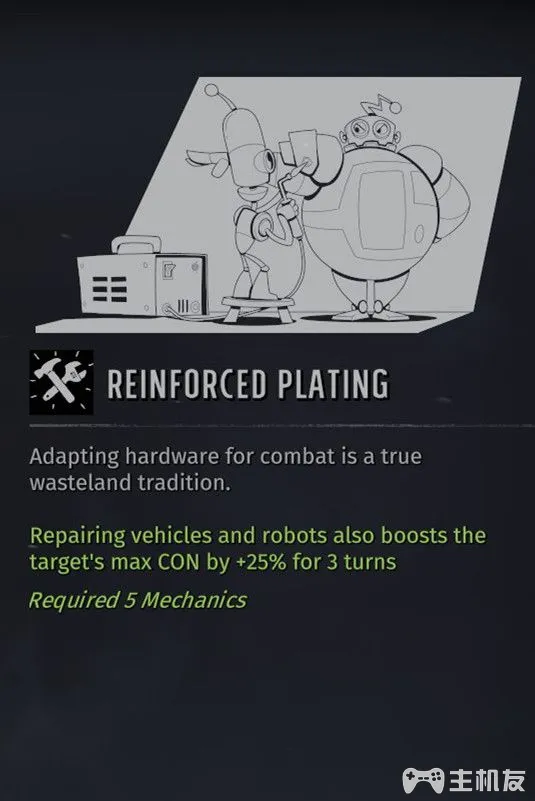 REINFORCED PLATING
Adapting hardware for combat is a true
wasteland tradition.
Repairing vehicles and robots also boosts the
target's max CON by +25% for 3 turns
Required 5 Mechanics
主机友